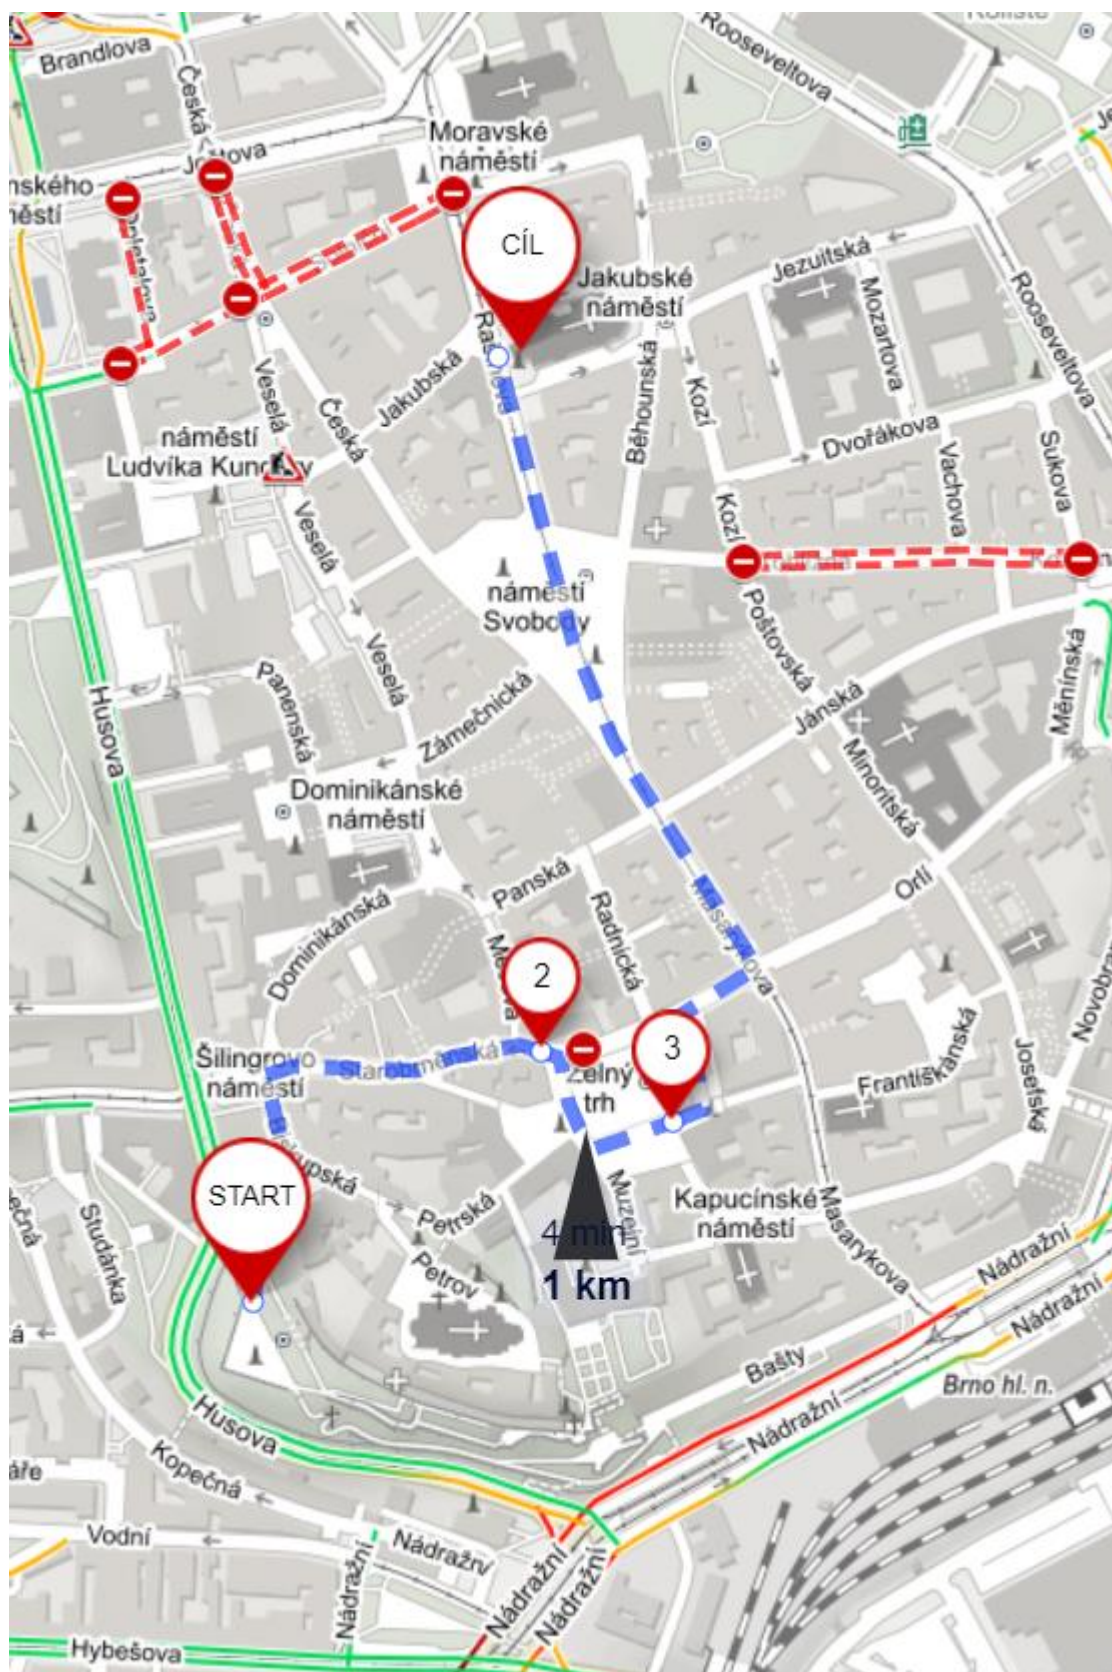 Brandlova
Česká
Rooseveltova
Moravské
náměstí
nského
ěstí
CÍL
Jakubské
náměstí
Jezuitská
Mozartova
Rooseveltova
Veselá
Česká
Jakubská
Běhounská
Kozí
Dvořákova
Vachova
Sukova
náměstí
Veselá
Kozí
náměstí
Svobody
Poštovská
Husova
Panenská
Veselá
Zámečnická
Jánská
Měnínská
Minoritská
Dominikánské
náměstí
Panská
Radnická
Masarykova
Orlí
Dominikánská
2
3
Šilingrovo
náměstí
Starobrněnská
Zelný
trh
Františkánská
Josefská
START
Petrská
Petrov
Studánka
Muzejní
Kapucínské
náměstí
Masarykova
4 min
1 km
Nádražní
Nádražní
Bašty
Brno hl. n.
Nádražní
Husova
Kopečná
Vodní
Nádražní
Nádražní
Nádražní
Nádražní
Hybešova